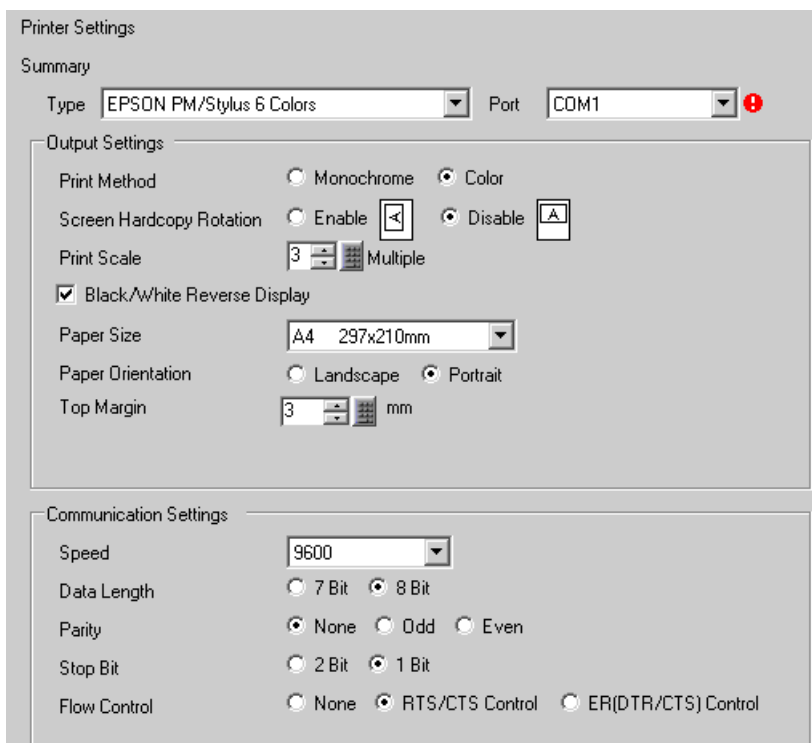 Printer Settings
Summary
Type EPSON PM/Stylus 6 Colors Port COM1
Output Settings
Print Method Monochrome Color
Screen Hardcopy Rotation Enable A Disable A
Print Scale 3 Multiple
Black/White Reverse Display
Paper Size A4 297x210mm
Paper Orientation Landscape Portrait
Top Margin 3 mm
Communication Settings
Speed 9600
Data Length 7 Bit 8 Bit
Parity None Odd Even
Stop Bit 2 Bit 1 Bit
Flow Control None RTS/CTS Control ER(DTR/CTS) Control